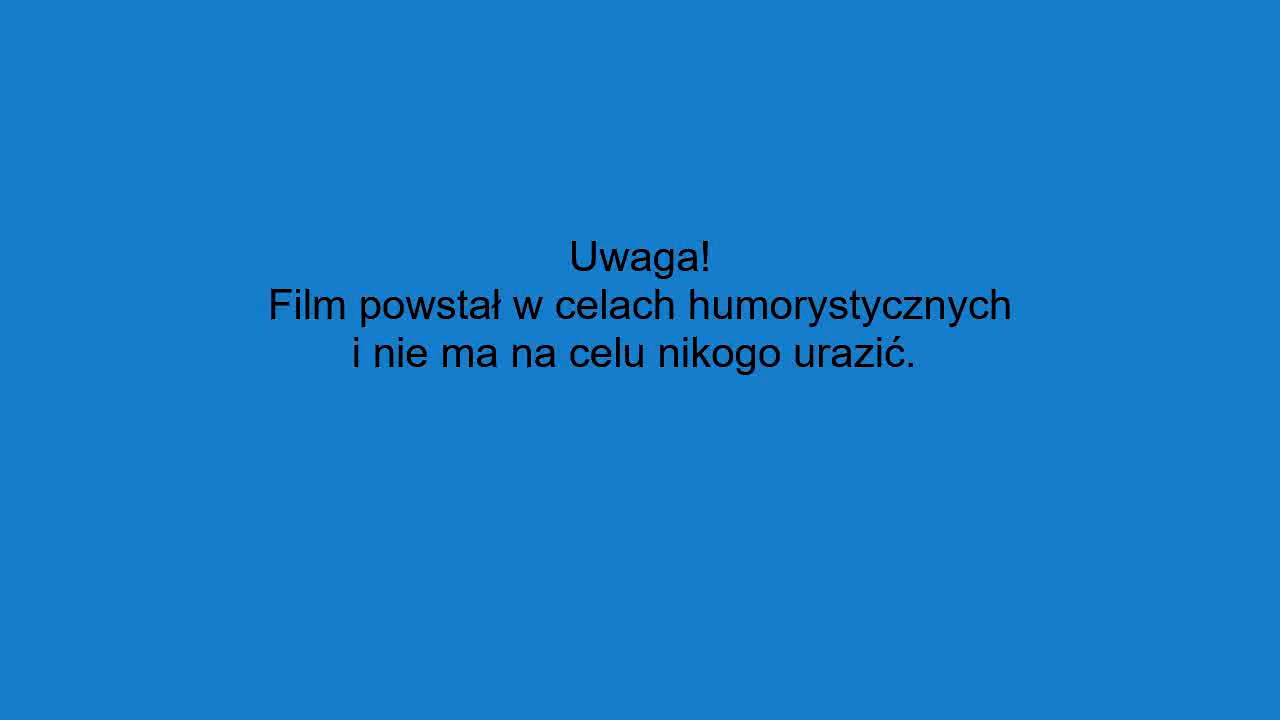 Uwaga!
Film powstał w celach humorystycznych
i nie ma na celu nikogo urazić.